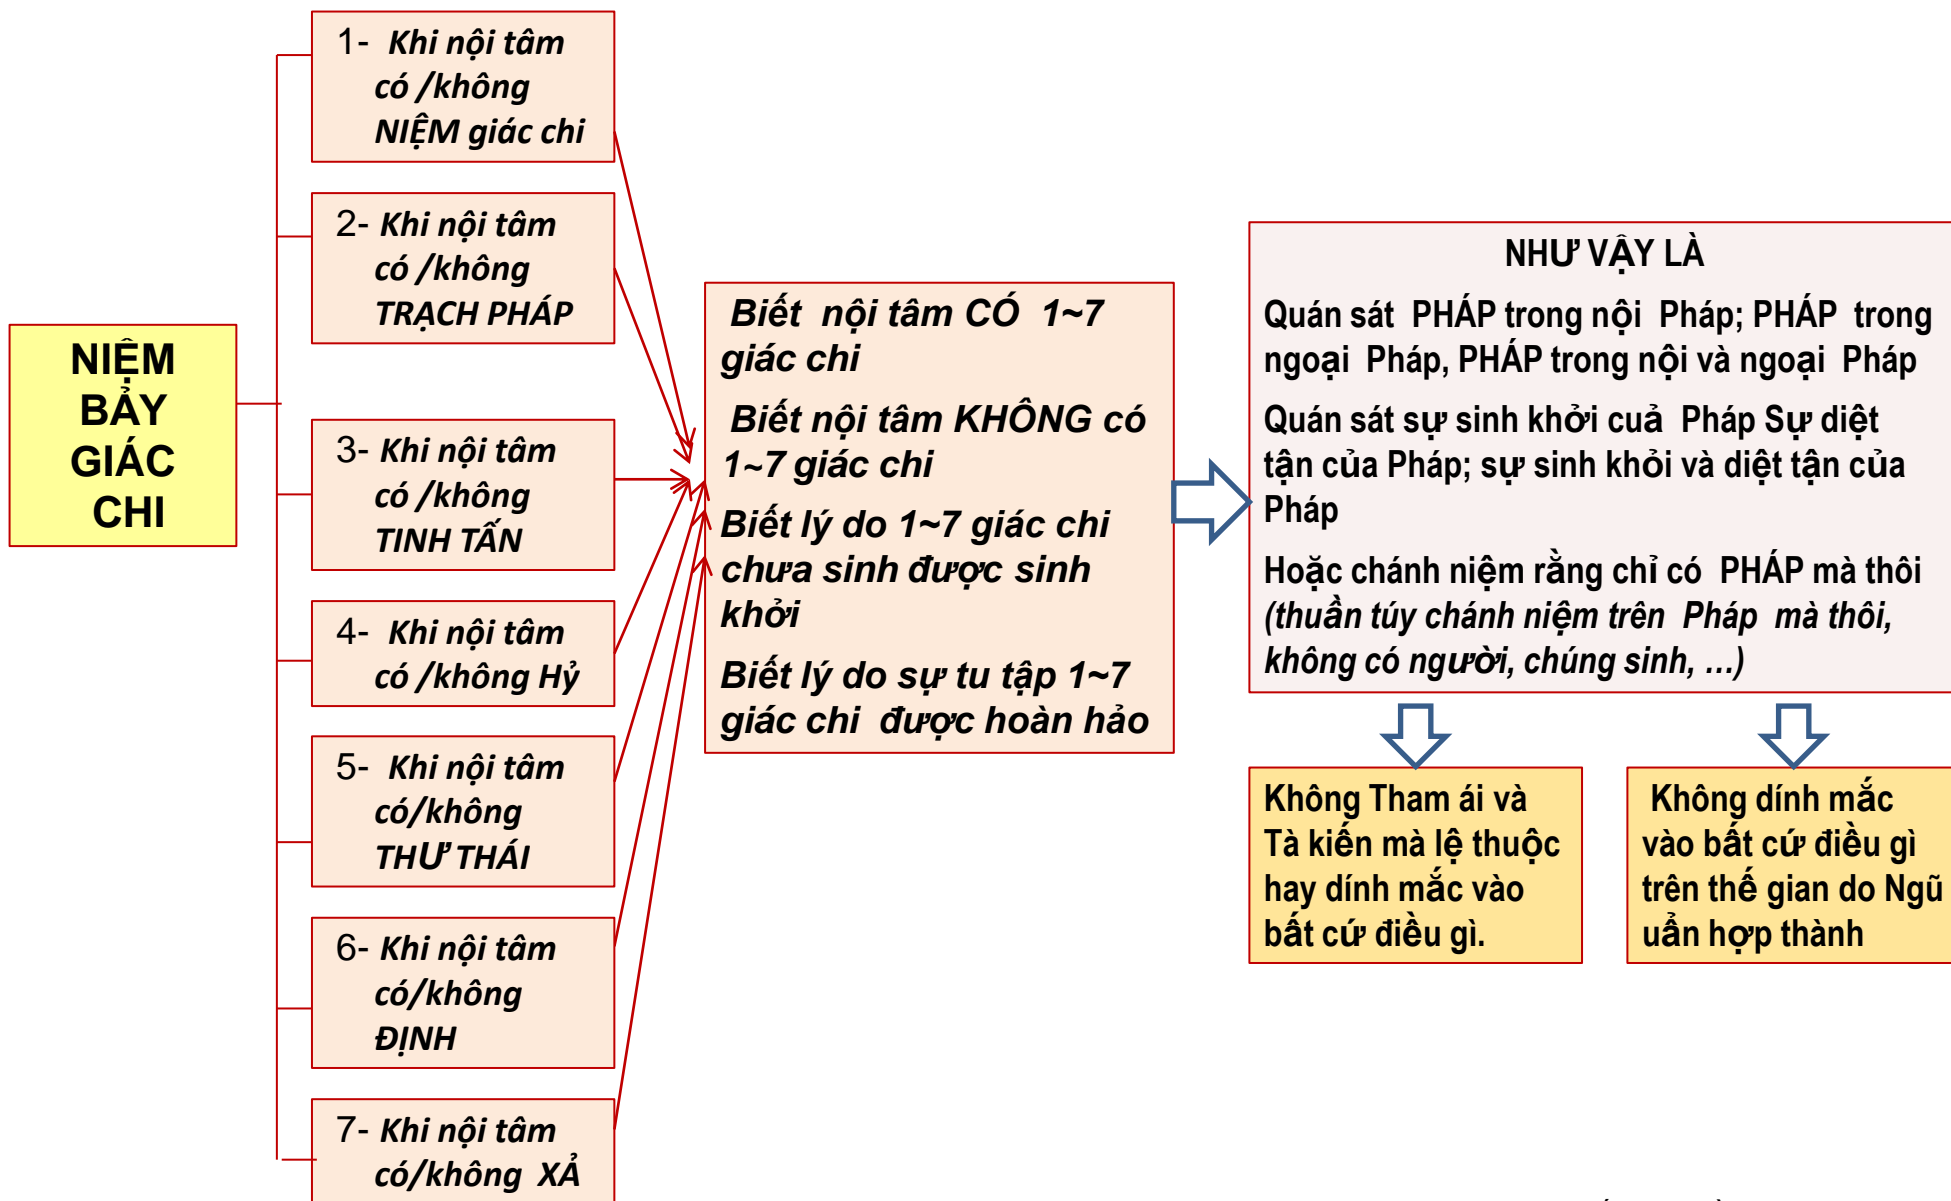 NIỆM
BẢY
GIÁC
CHI
1- Khi nội tâm
có /không
NIỆM giác chi
2- Khi nội tâm
có /không
TRẠCH PHÁP
3- Khi nội tâm
có /không
TINH TẤN
4- Khi nội tâm
có /không Hỷ
5- Khi nội tâm
có/không
THƯ THÁI
6- Khi nội tâm
có/không
ĐỊNH
7- Khi nội tâm
có/không XẢ
Biết nội tâm CÓ 1~7
giác chi
Biết nội tâm KHÔNG có
1~7 giác chi
Biết lý do 1~7 giác chi
chưa sinh được sinh
khởi
Biết lý do sự tu tập 1~7
giác chi được hoàn hảo
NHƯ VẬY LÀ
Quán sát PHÁP trong nội Pháp; PHÁP trong
ngoại Pháp, PHÁP trong nội và ngoại Pháp
Quán sát sự sinh khởi cuả Pháp Sự diệt
tận của Pháp; sự sinh khỏi và diệt tận của
Pháp
Hoặc chánh niệm rằng chỉ có PHÁP mà thôi
(thuần túy chánh niệm trên Pháp mà thôi,
không có người, chúng sinh, ...)
Không Tham ái và
Tà kiến mà lệ thuộc
hay dính mắc vào
bất cứ điều gì.
Không dính mắc
vào bất cứ điều gì
trên thế gian do Ngũ
uẩn hợp thành